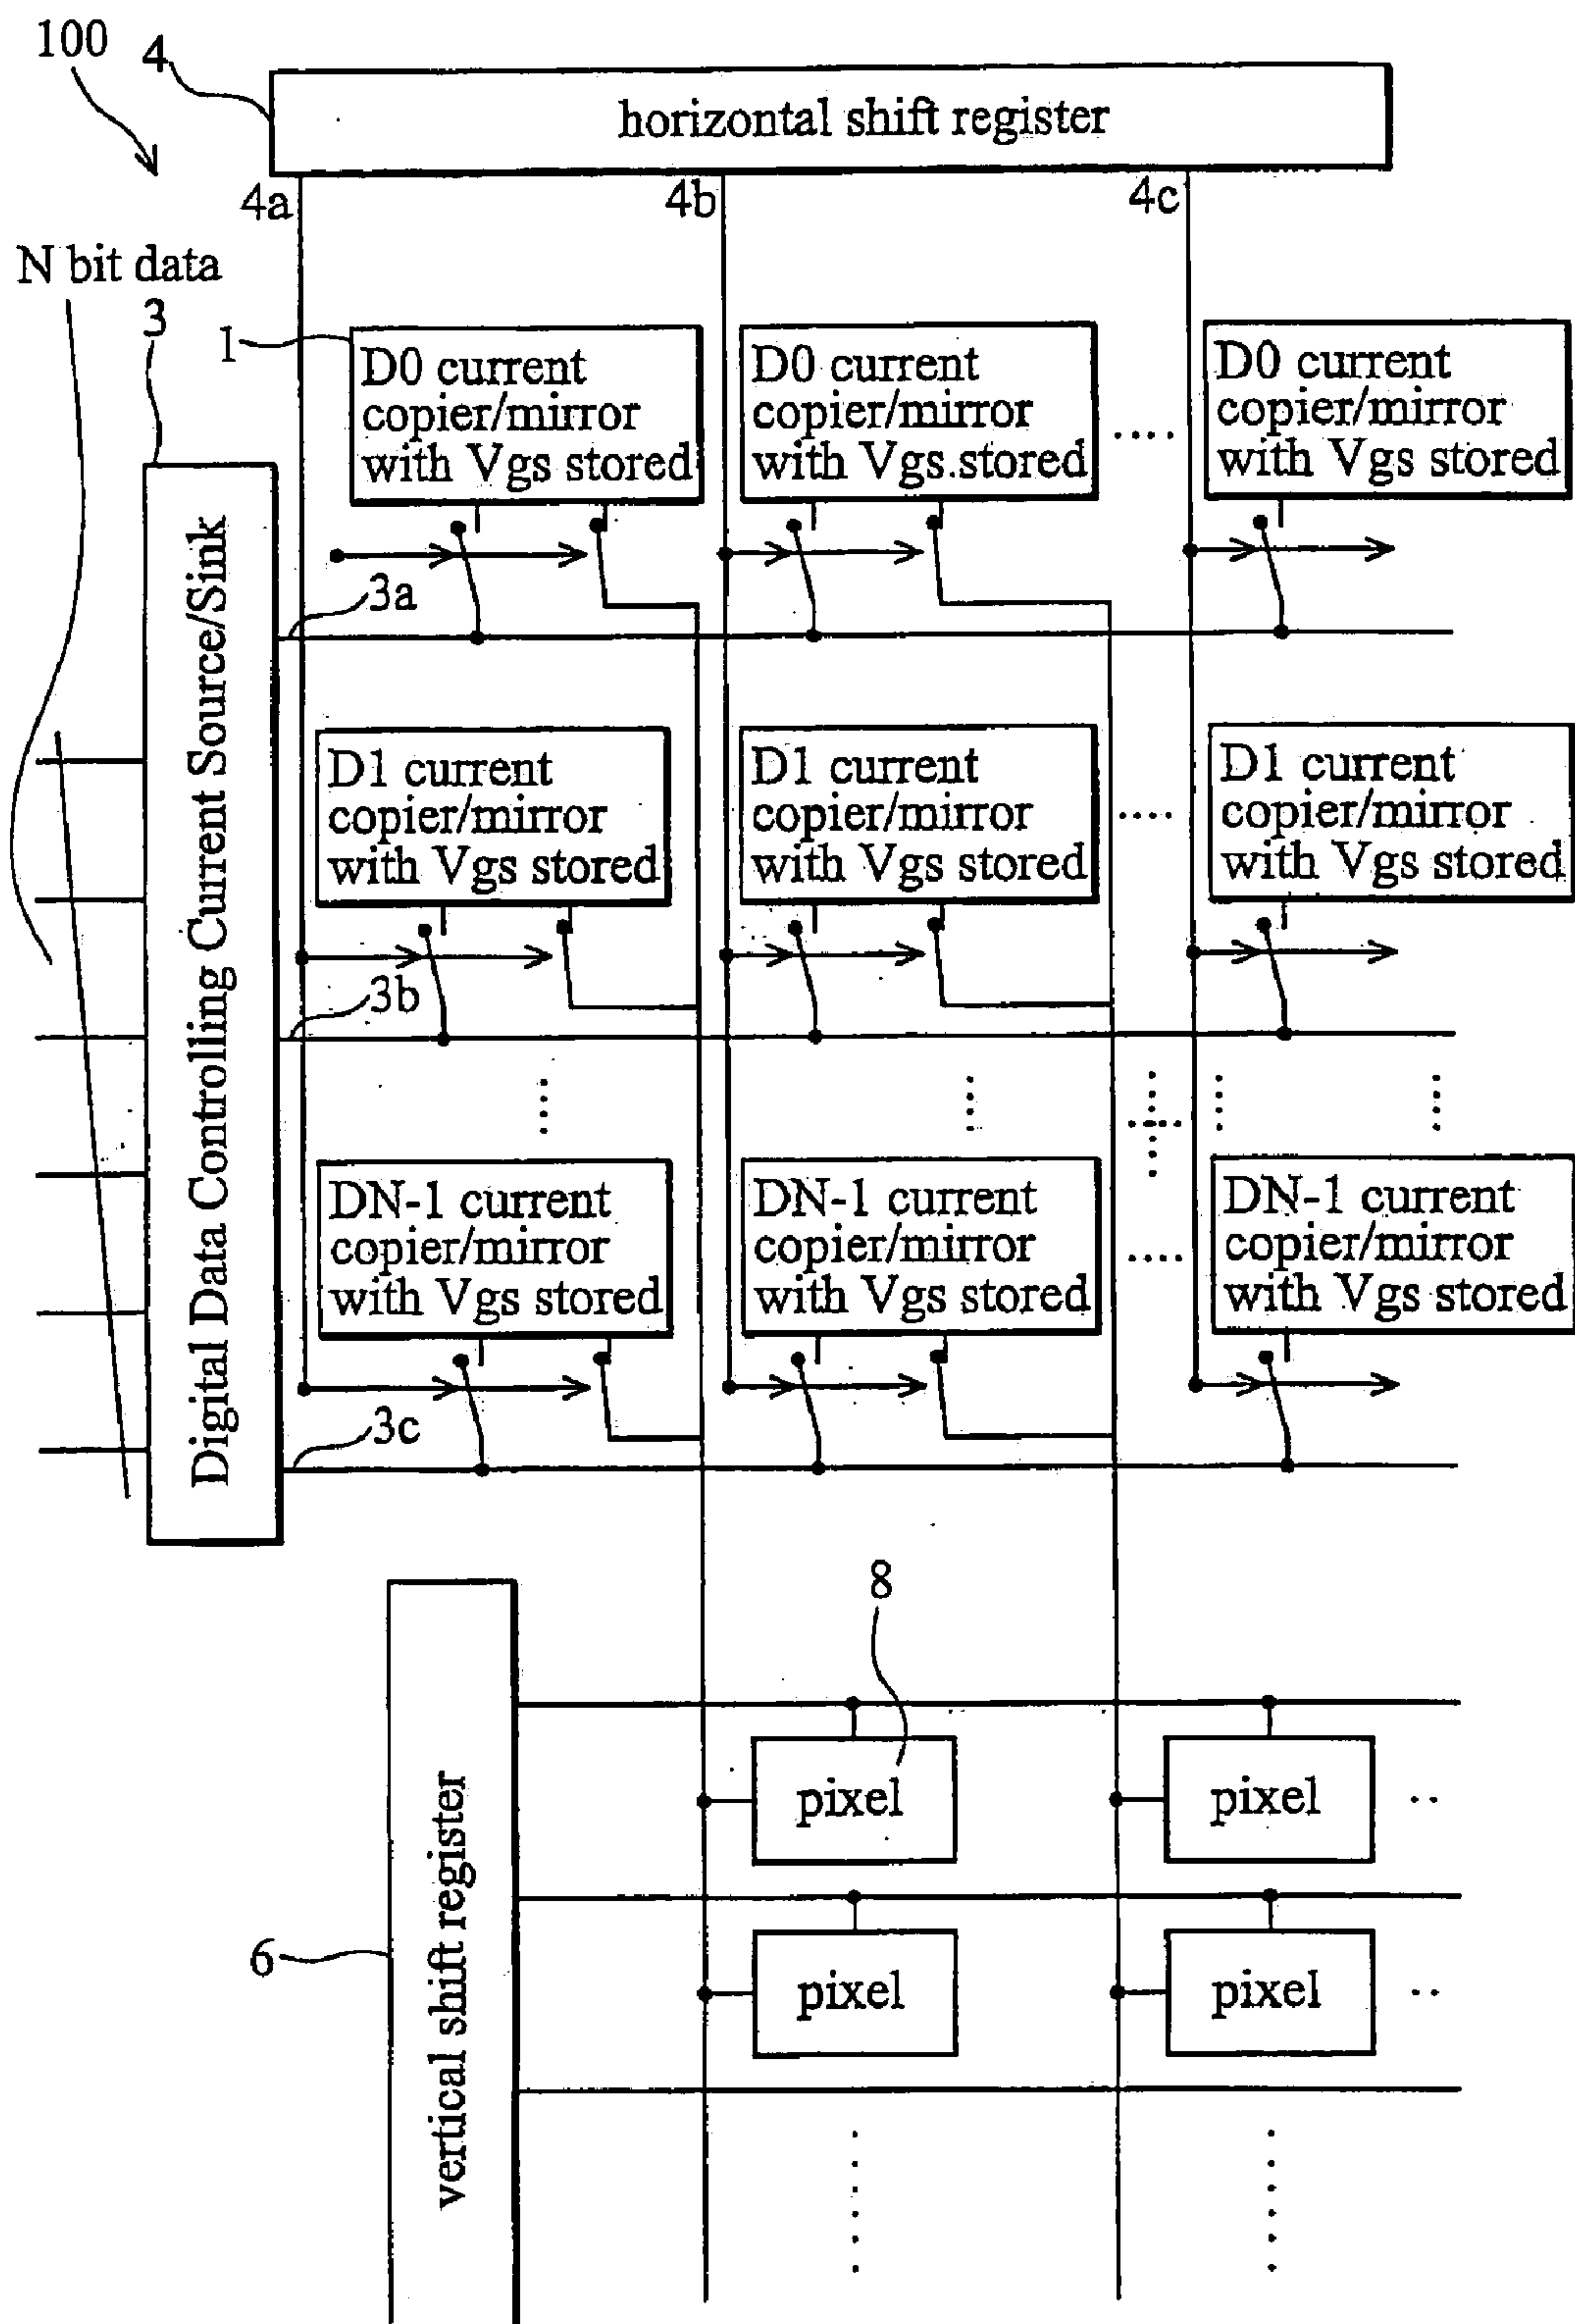 100
4
horizontal shift register
4a
4b
4c
N bit data
3
1
D0 current
copier/mirror
with Vgs stored
D0 current
copier/mirror
with Vgs.stored
D0 current
copier/mirror
with Vgs stored
Digital Data Controlling Current Source/Sink
3a
D1 current
copier/mirror
with Vgs stored
D1 current
copier/mirror
with Vgs stored
D1 current
copier/mirror
with Vgs stored
3b
DN-1 current
copier/mirror
with Vgs stored
DN-1 current
copier/mirror
with Vgs stored
DN-1 current
copier/mirror
with Vgs stored
3c
8
pixel
pixel
vertical shift register
6
pixel
pixel